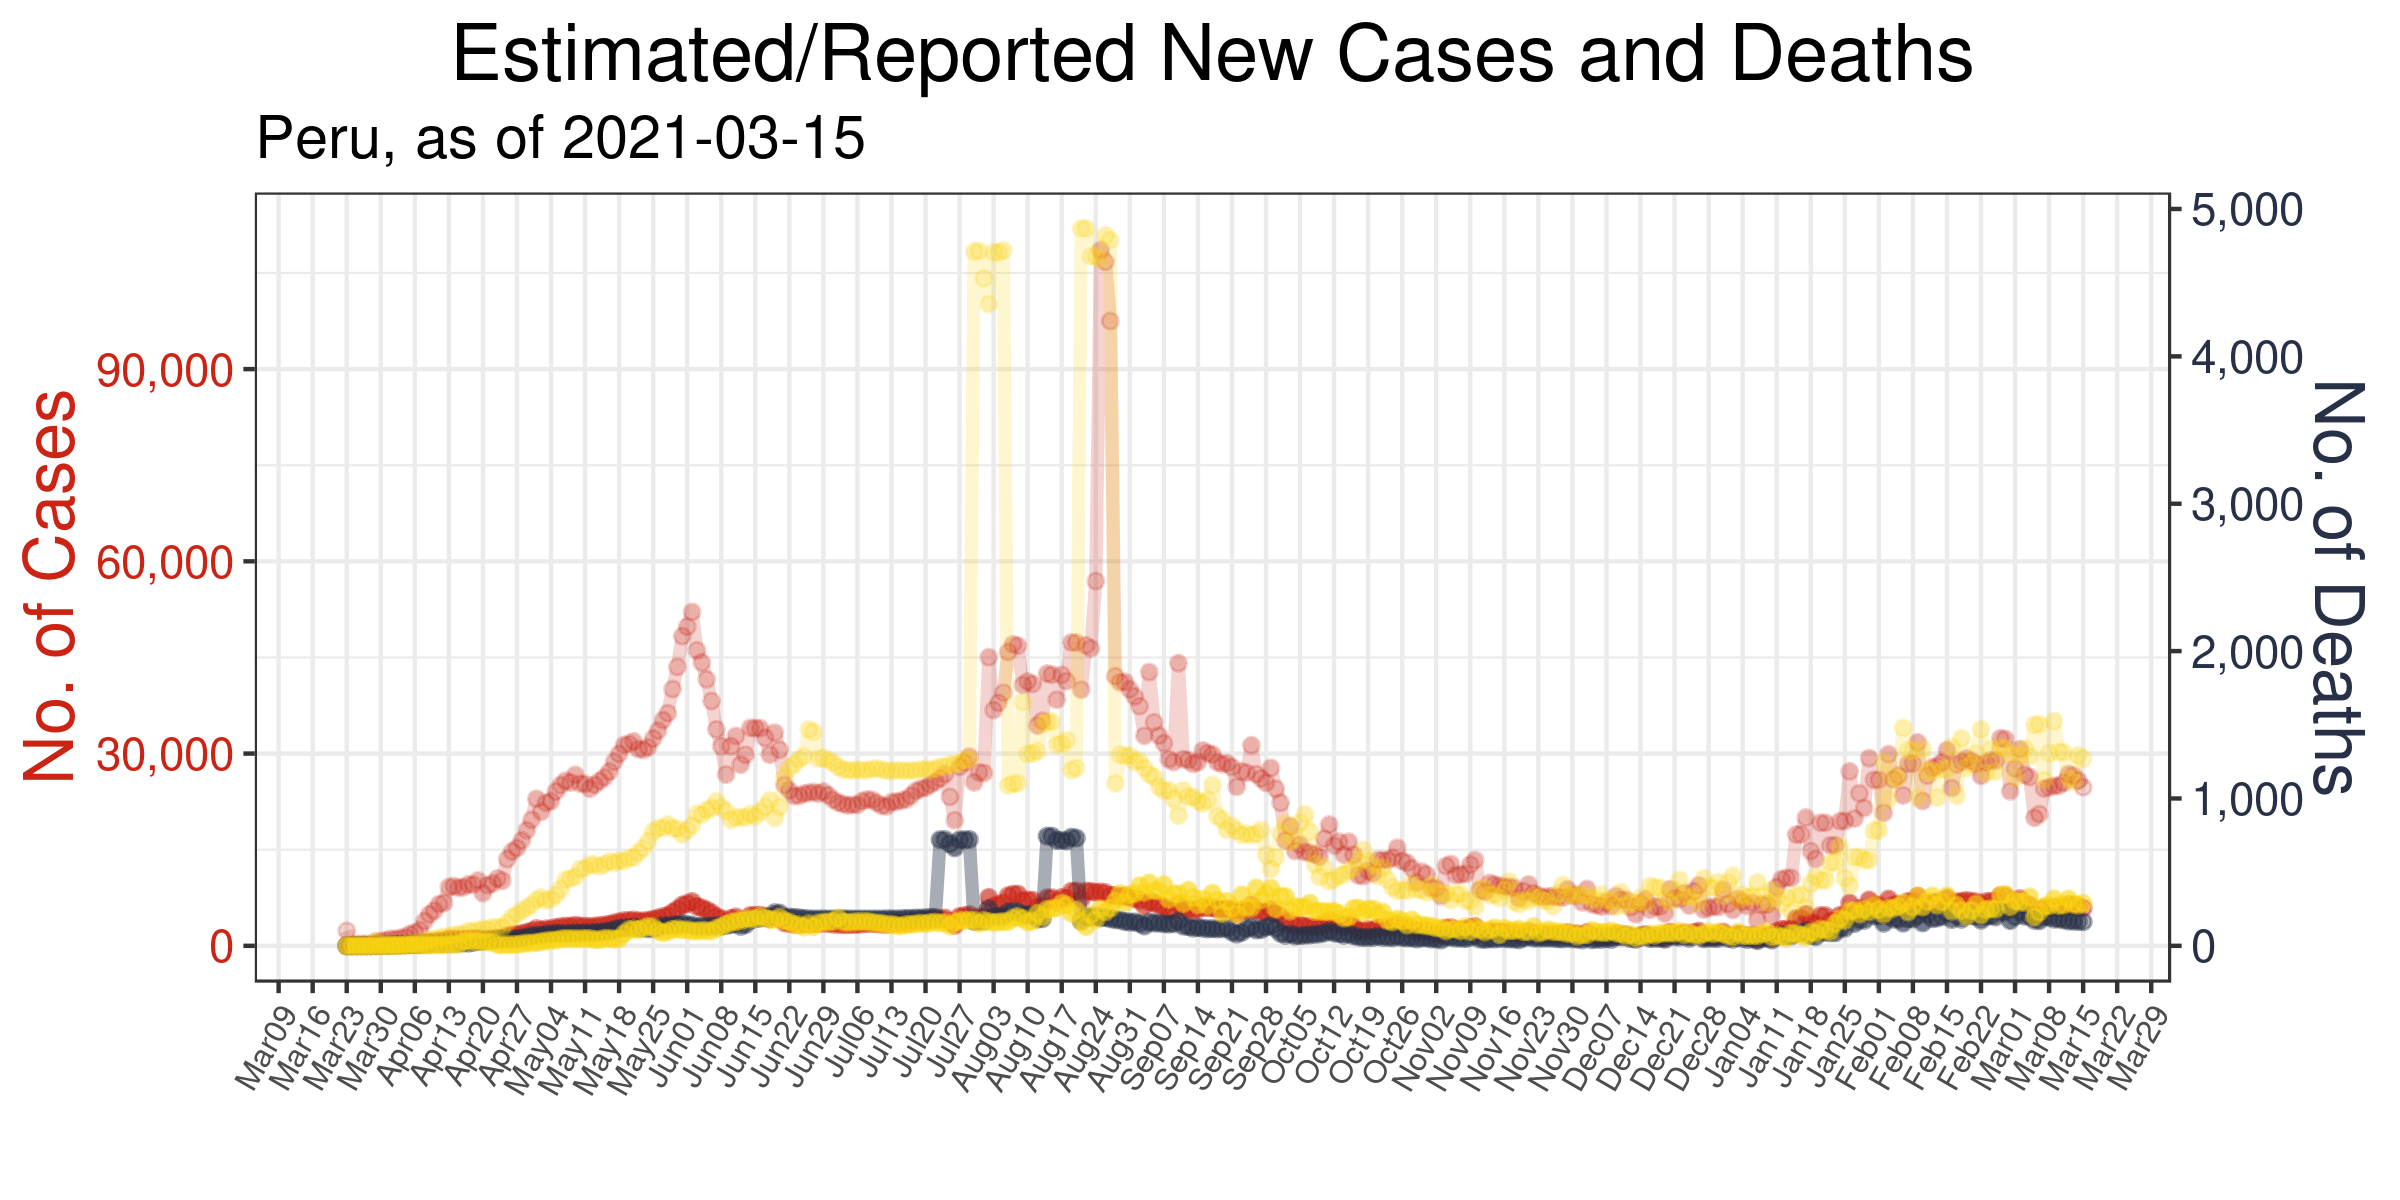 Estimated/Reported New Cases and Deaths
Peru, as of 2021-03-15
No. of Cases
90,000
60,000
30,000
0
5,000
4,000
3,000
2,000
1,000
0
No. of Deaths
Mar09
Mar16
Mar23
Mar30
Apr06
Apr13
Apr20
Apr27
May04
May11
May18
May25
Jun01
Jun08
Jun15
Jun22
Jun29
Jul06
Jul13
Jul20
Jul27
Aug03
Aug10
Aug17
Aug24
Aug31
Sep07
Sep14
Sep21
Sep28
Oct05
Oct12
Oct19
Oct26
Nov02
Nov09
Nov16
Nov23
Nov30
Dec07
Dec14
Dec21
Dec28
Jan04
Jan11
Jan18
Jan25
Feb01
Feb08
Feb15
Feb22
Mar01
Mar08
Mar15
Mar22
Mar29